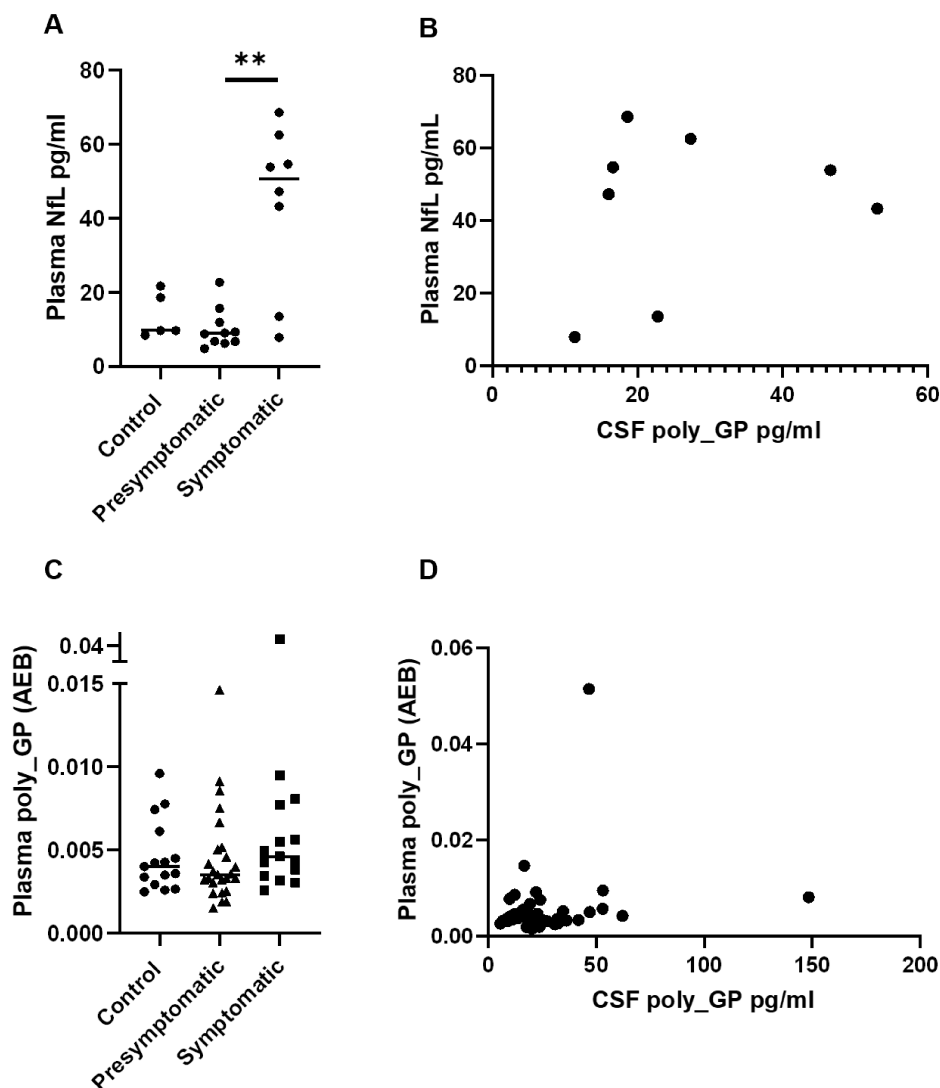 A
**
80
60
40
20
0
Plasma NfL pg/ml
Control
Presymptomatic
Symptomatic
B
80
60
40
20
0
Plasma NfL pg/mL
0 20 40 60
CSF poly_GP pg/ml
C
0.04
0.015
0.010
0.005
0.000
Plasma poly_GP (AEB)
Control
Presymptomatic
Symptomatic
D
0.06
0.04
0.02
0.00
Plasma poly_GP (AEB)
0 50 100 150 200
CSF poly_GP pg/ml